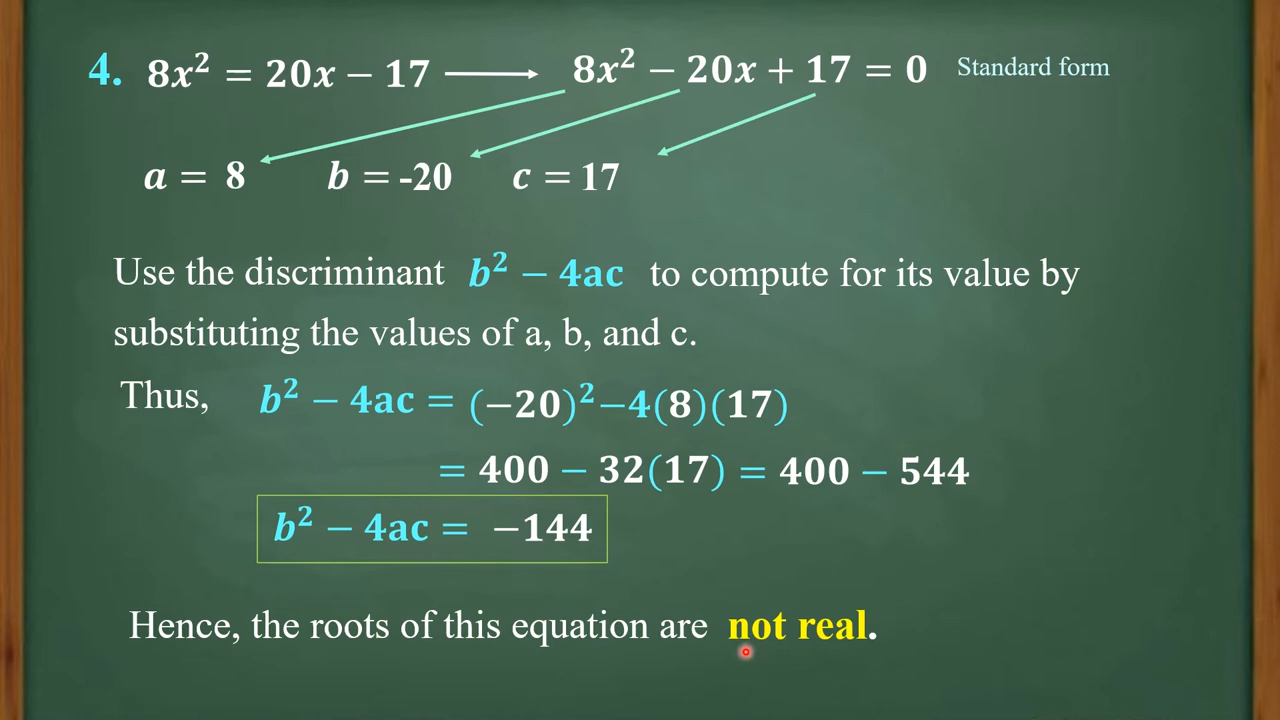 4. 8x² = 20x − 17 ⟶ 8x² − 20x + 17 = 0 Standard form
a = 8 b = -20 c = 17
Use the discriminant b² − 4ac to compute for its value by
substituting the values of a, b, and c.
Thus, b² − 4ac = (−20)²−4(8)(17)
= 400 − 32(17) = 400 − 544
b² − 4ac = −144
Hence, the roots of this equation are not real.